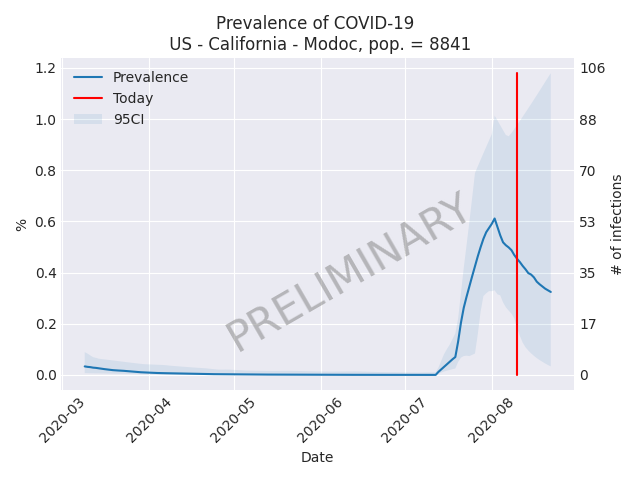 Prevalence of COVID-19
US - California - Modoc, pop. = 8841
Prevalence
Today
95CI
PRELIMINARY
1.2
1.0
0.8
0.6
0.4
0.2
0.0
%
106
88
70
53
35
17
0
# of infections
2020-03
2020-04
2020-05
2020-06
2020-07
2020-08
Date